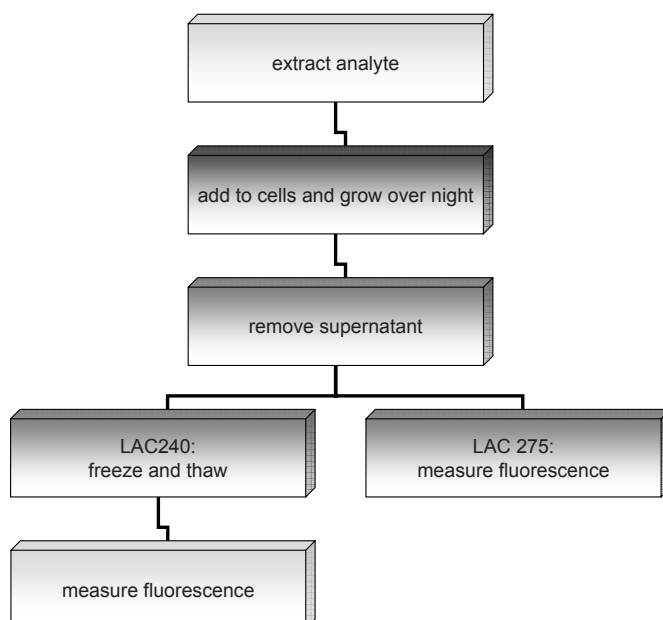 extract analyte
add to cells and grow over night
remove supernatant
LAC240:
freeze and thaw
LAC 275:
measure fluorescence
measure fluorescence